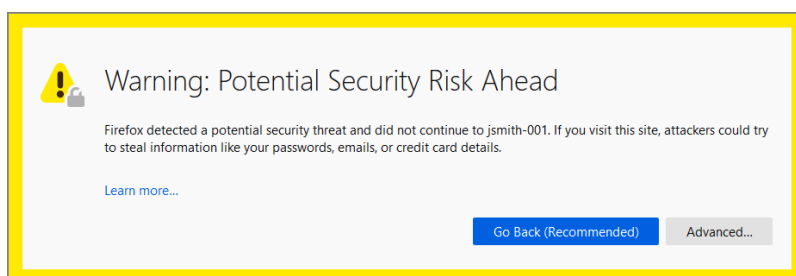 Warning: Potential Security Risk Ahead
Firefox detected a potential security threat and did not continue to jsmith-001. If you visit this site, attackers could try
to steal information like your passwords, emails, or credit card details.
Learn more...
Go Back (Recommended) Advanced...